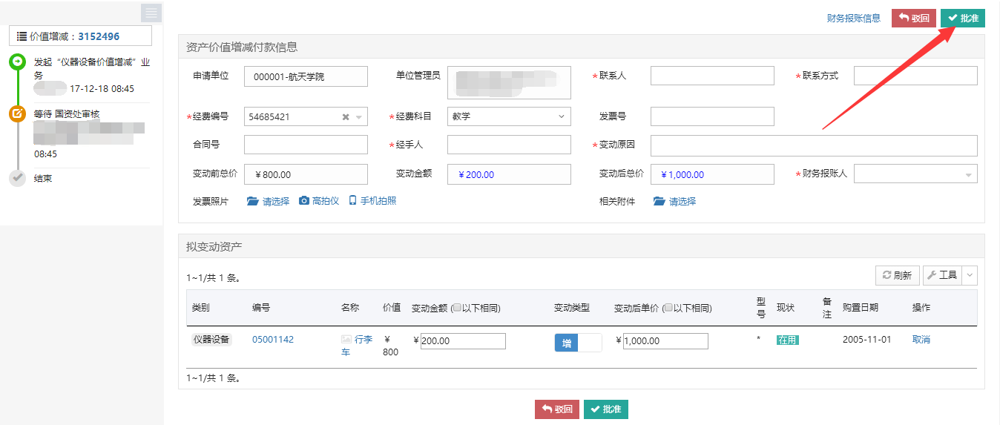 价值增减：3152496
发起“仪器设备价值增减”业
务
17-12-18 08:45
等待 国资处审核
08:45
结束
财务报账信息 驳回 批准
资产价值增减付款信息
申请单位 000001-航天学院 单位管理员 *联系人 *联系方式
*经费编号 54685421 *经费科目 教学 发票号
合同号 *经手人 *变动原因
变动前总价 ￥800.00 变动金额 ￥200.00 变动后总价 ￥1,000.00 *财务报账人
发票照片 请选择 高拍仪 手机拍照 相关附件 请选择
拟变动资产
1~1/共 1 条。 刷新 工具
类别 编号 名称 价值 变动金额 (以下相同) 变动类型 变动后单价 (以下相同) 型号 现状 备注 购置日期 操作
仪器设备 05001142 行李车 ￥800 ￥200.00 增 ￥1,000.00 * 在用 2005-11-01 取消
1~1/共 1 条。
驳回 批准